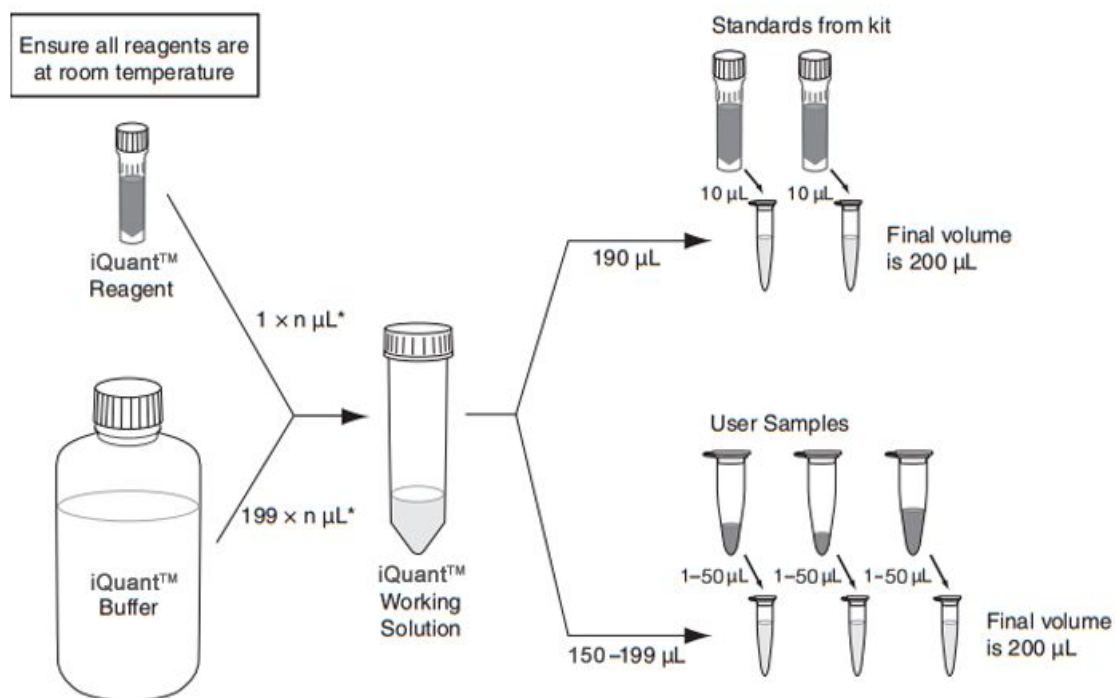 Ensure all reagents are
at room temperature
iQuant™
Reagent
1 × n µL*
199 × n µL*
iQuant™
Buffer
iQuant™
Working
Solution
Standards from kit
10 µL
10 µL
190 µL
Final volume
is 200 µL
User Samples
1–50 µL
1–50 µL
1–50 µL
150–199 µL
Final volume
is 200 µL